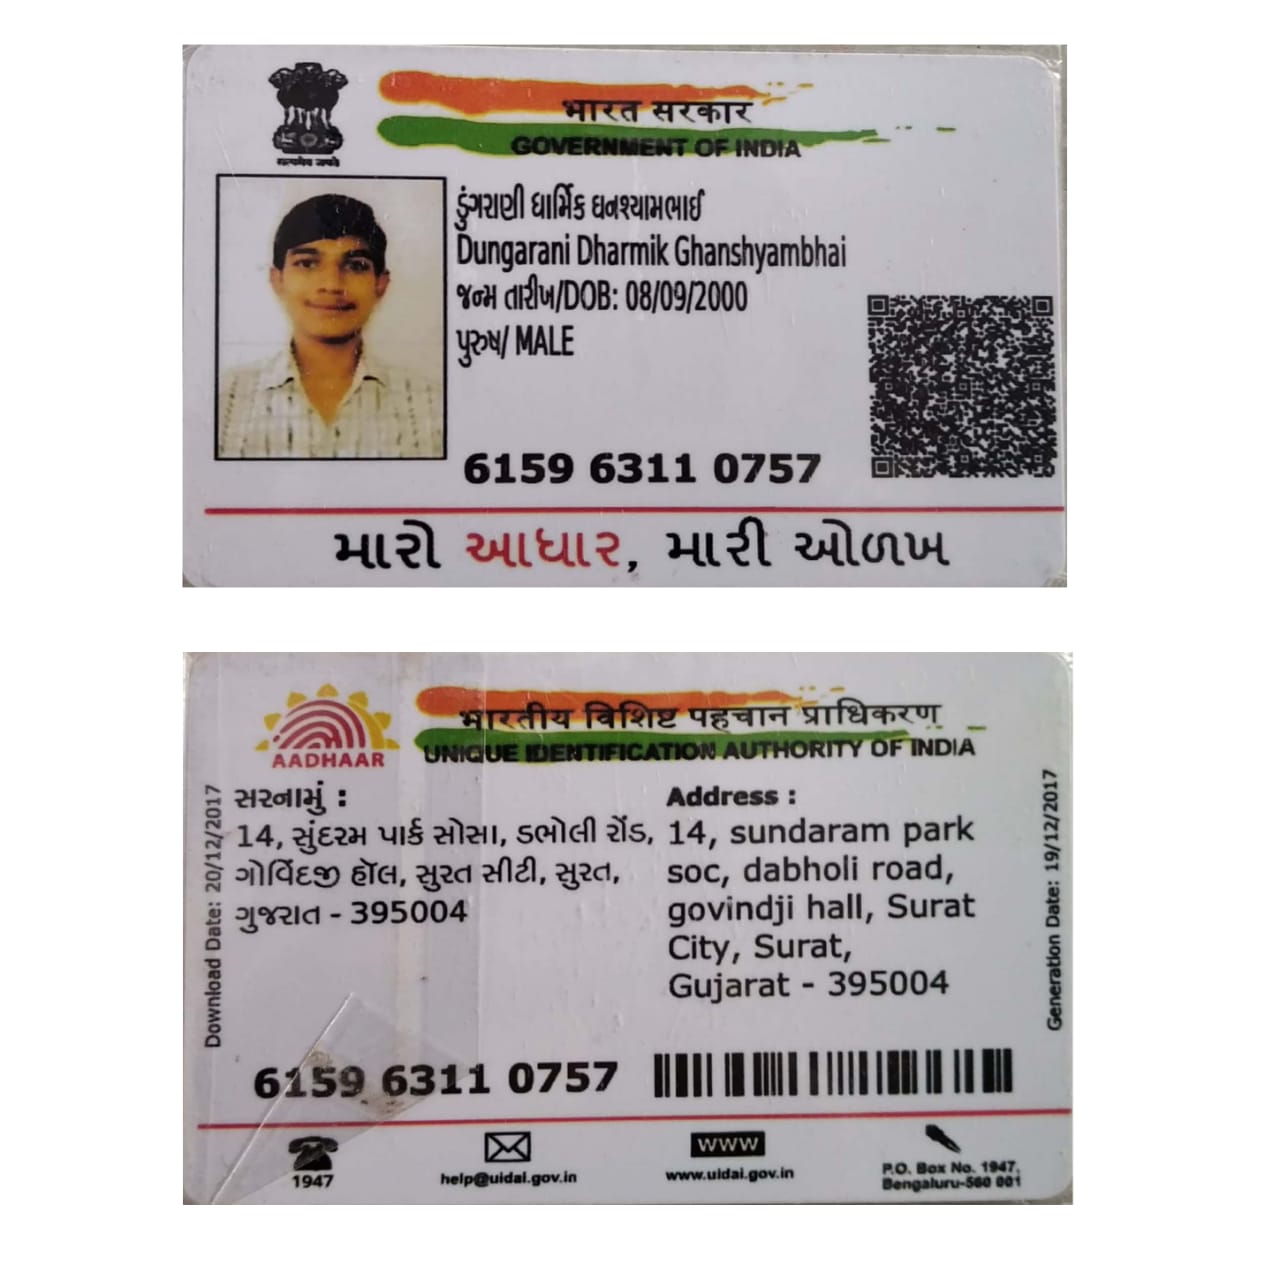 सत्यमेव जयते
भारत सरकार
GOVERNMENT OF INDIA
ડુંગરાણી ધાર્મિક ઘનશ્યામભાઈ
Dungarani Dharmik Ghanshyambhai
જન્મ તારીખ/DOB: 08/09/2000
પુરુષ/ MALE
6159 6311 0757
મારો આધાર, મારી ઓળખ
AADHAAR
भारतीय विशिष्ट पहचान प्राधिकरण
UNIQUE IDENTIFICATION AUTHORITY OF INDIA
Download Date: 20/12/2017
સરનામું :
14, સુંદરમ પાર્ક સોસા, ડભોલી રોંડ,
ગોવિંદજી હૉલ, સુરત સીટી, સુરત,
ગુજરાત - 395004
Address :
14, sundaram park
soc, dabholi road,
govindji hall, Surat
City, Surat,
Gujarat - 395004
Generation Date: 19/12/2017
6159 6311 0757
1947
help@uidai.gov.in
www
www.uidai.gov.in
P.O. Box No. 1947,
Bengaluru-560 001